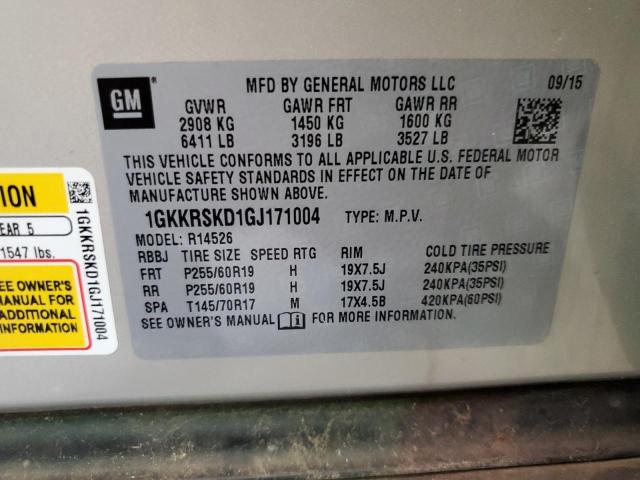 GM
MFD BY GENERAL MOTORS LLC 09/15
GVWR GAWR FRT GAWR RR
2908 KG 1450 KG 1600 KG
6411 LB 3196 LB 3527 LB
THIS VEHICLE CONFORMS TO ALL APPLICABLE U.S. FEDERAL MOTOR
VEHICLE SAFETY STANDARDS IN EFFECT ON THE DATE OF
MANUFACTURE SHOWN ABOVE.
1GKKRSKD1GJ171004 TYPE: M.P.V.
MODEL: R14526
RBBJ TIRE SIZE SPEED RTG RIM COLD TIRE PRESSURE
FRT P255/60R19 H 19X7.5J 240KPA(35PSI)
RR P255/60R19 H 19X7.5J 240KPA(35PSI)
SPA T145/70R17 M 17X4.5B 420KPA(60PSI)
SEE OWNER'S MANUAL FOR MORE INFORMATION.
TION
EAR 5
1547 lbs.
EE OWNER'S
MANUAL FOR
ADDITIONAL
FORMATION
1GKKRSKD1GJ171004